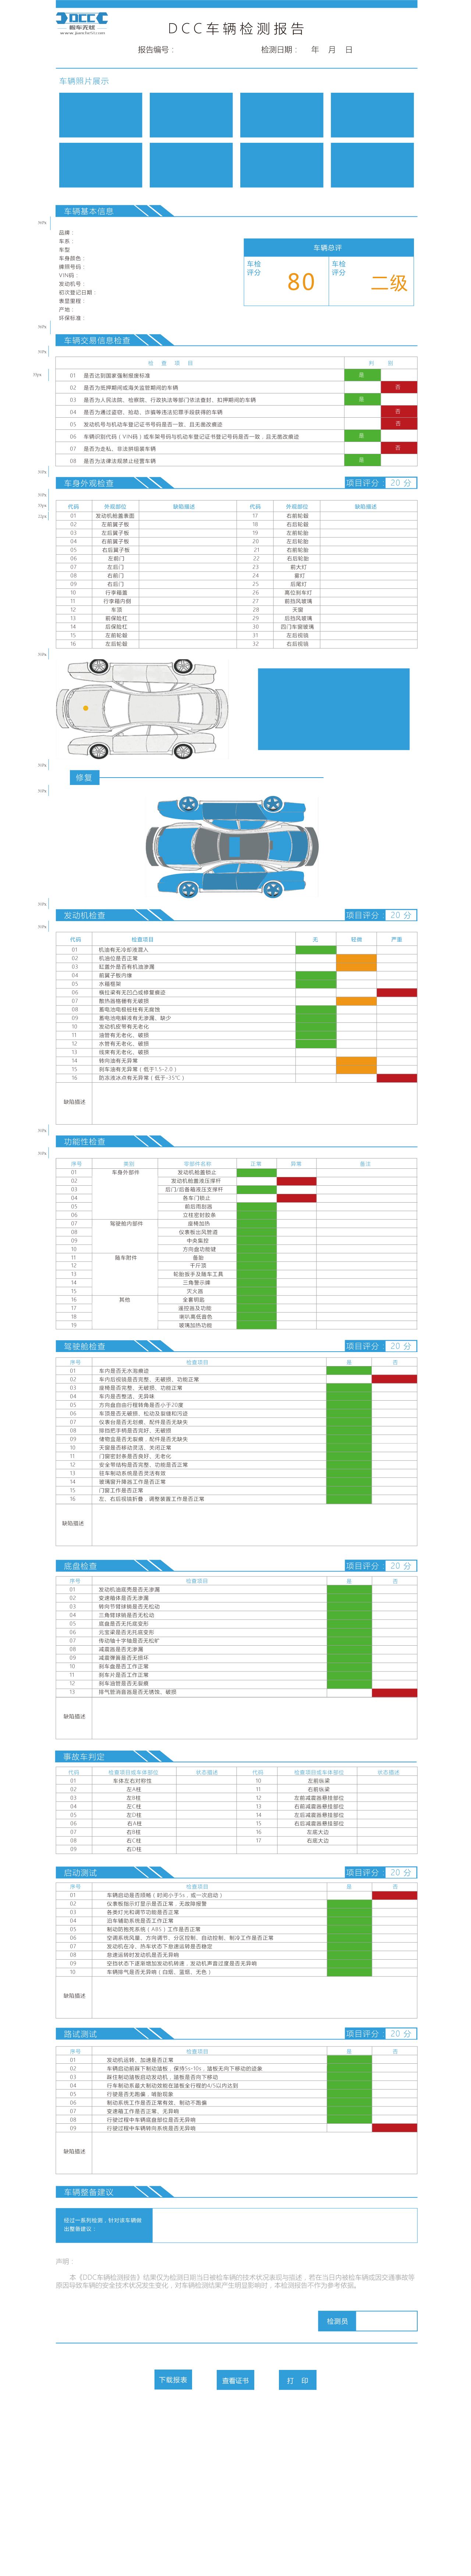 DCC
购车无忧
DCC车辆检测报告
报告编号：
检测日期： 年 月 日
车辆照片展示
车辆基本信息
品牌：
车系：
车型
车身颜色：
牌照号码：
VIN码：
发动机号：
初次登记日期：
表显里程：
产地：
环保标准：
车辆总评
车检评分 80
车检评分 二级
车辆交易信息检查
检 查 项 目 判 别
01 是否达到国家强制报废标准 是
02 是否为抵押期间或海关监管期间的车辆 否
03 是否为人民法院、检察院、行政执法等部门依法查封、扣押期间的车辆 是
04 是否为通过盗窃、抢劫、诈骗等违法犯罪手段获得的车辆 否
05 发动机号与机动车登记证书号码是否一致、且无凿改痕迹 否
06 车辆识别代码（VIN码）或车架号码与机动车登记证书登记号码是否一致，且无凿改痕迹 是
07 是否为走私、非法拼组装车辆 否
08 是否为法律法规禁止经营车辆 是
车身外观检查 项目评分：20 分
代码 外观部位 缺陷描述 代码 外观部位 缺陷描述
01 发动机舱盖表面 17 右前轮毂
02 左前翼子板 18 右后轮毂
03 左后翼子板 19 左前轮胎
04 右前翼子板 20 左后轮胎
05 右后翼子板 21 右前轮胎
06 左前门 22 右后轮胎
07 左后门 23 前大灯
08 右前门 24 雾灯
09 右后门 25 后尾灯
10 行李箱盖 26 高位刹车灯
11 行李箱内侧 27 前挡风玻璃
12 车顶 28 天窗
13 前保险杠 29 后挡风玻璃
14 后保险杠 30 四门车窗玻璃
15 左前轮毂 31 左后视镜
16 左后轮毂 32 右后视镜
修复
发动机检查 项目评分：20 分
代码 检查项目 无 轻微 严重
01 机油有无冷却液混入
02 机油位是否正常
03 缸盖外是否有机油渗漏
04 前翼子板内缘
05 水箱框架
06 横拉梁有无凹凸或修复痕迹
07 散热器格栅有无破损
08 蓄电池电极桩柱有无腐蚀
09 蓄电池电解液有无渗漏、缺少
10 发动机皮带有无老化
11 油管有无老化、破损
12 水管有无老化、破损
13 线束有无老化、破损
14 转向油有无异常
15 刹车油有无异常（低于1.5-2.0）
16 防冻液冰点有无异常（低于-35℃）
缺陷描述
功能性检查
序号 类别 零部件名称 正常 异常 备注
01 车身外部件 发动机舱盖锁止
02 发动机舱盖液压撑杆
03 后门/后备箱液压支撑杆
04 各车门锁止
05 前后雨刮器
06 立柱密封胶条
07 驾驶舱内部件 座椅加热
08 仪表板出风管道
09 中央集控
10 方向盘功能键
11 随车附件 备胎
12 千斤顶
13 轮胎扳手及随车工具
14 三角警示牌
15 灭火器
16 其他 全套钥匙
17 遥控器及功能
18 喇叭高低音色
19 玻璃加热功能
驾驶舱检查 项目评分：20 分
序号 检查项目 是 否
01 车内是否无水泡痕迹
02 车内后视镜是否完整、无破损、功能正常
03 座椅是否完整、无破损、功能正常
04 车内是否整洁、无异味
05 方向盘自由行程转角是否小于20度
06 车顶是否无破损、松动及裂缝和污迹
07 仪表台是否无划痕、配件是否无缺失
08 排挡把手柄是否完好、无破损
09 储物盒是否无裂痕，配件是否无缺失
10 天窗是否移动灵活、关闭正常
11 门窗密封条是否良好、无老化
12 安全带结构是否完整、功能是否正常
13 驻车制动系统是否灵活有效
14 玻璃窗升降器工作是否正常
15 门窗工作是否正常
16 左、右后视镜折叠，调整装置工作是否正常
缺陷描述
底盘检查 项目评分：20 分
序号 检查项目 是 否
01 发动机油底壳是否无渗漏
02 变速箱体是否无渗漏
03 转向节臂球销是否无松动
04 三角臂球销是否无松动
05 底盘是否无托底变形
06 元宝梁是否无托底变形
07 传动轴十字轴是否无松旷
08 减震器是否无渗漏
09 减震弹簧是否无损坏
10 刹车盘是否工作正常
11 刹车片是否工作正常
12 刹车油管是否无裂痕
13 排气管消音器是否无锈蚀、破损
缺陷描述
事故车判定
代码 检查项目或车体部位 状态描述 代码 检查项目或车体部位 状态描述
01 车体左右对称性 10 左前纵梁
02 左A柱 11 右前纵梁
03 左B柱 12 左前减震器悬挂部位
04 左C柱 13 右前减震器悬挂部位
05 左D柱 14 左后减震器悬挂部位
06 右A柱 15 右后减震器悬挂部位
07 右B柱 16 左底大边
08 右C柱 17 右底大边
09 右D柱
启动测试 项目评分：20 分
序号 检查项目 是 否
01 车辆启动是否顺畅（时间小于5s，或一次启动）
02 仪表板指示灯显示是否正常、无故障报警
03 各类灯光和调节功能是否正常
04 泊车辅助系统是否工作正常
05 制动防抱死系统（ABS）工作是否正常
06 空调系统风量、方向调节、分区控制、自动控制、制冷工作是否正常
07 发动机在冷、热车状态下怠速运转是否稳定
08 怠速运转时发动机是否无异响
09 空挡状态下逐渐增加发动机转速，发动机声音过度是否无异响
10 车辆排气是否无异响（白烟、蓝烟、无色）
缺陷描述
路试测试 项目评分：20 分
序号 检查项目 是 否
01 发动机运转、加速是否正常
02 车辆启动前踩下制动踏板，保持5s-10s，踏板无向下移动的迹象
03 踩住制动踏板启动发动机，踏板是否向下移动
04 行车制动系最大制动效能在踏板全行程的4/5以内达到
05 行驶是否无跑偏，啃胎现象
06 制动系统工作是否正常有效、制动不跑偏
07 变速箱工作是否正常、无异响
08 行驶过程中车辆底盘部位是否无异响
09 行驶过程中车辆转向系统是否无异响
缺陷描述
车辆整备建议
经过一系列检测，针对该车辆做
出整备建议：
声明：
本《DDC车辆检测报告》结果仅为检测日期当日被检车辆的技术状况表现与描述，若在当日内被检车辆或因交通事故等
原因导致车辆的安全技术状况发生变化，对车辆检测结果产生明显影响时，本检测报告不作为参考依据。
检测员
下载报表 查看证书 打 印